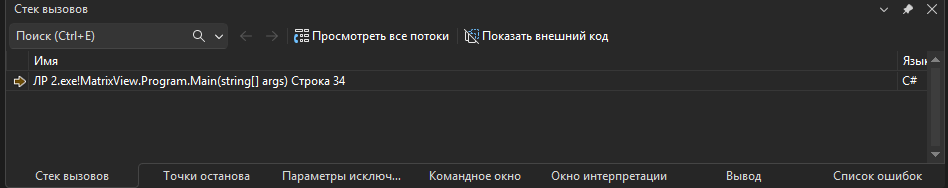 Стек вызовов
Поиск (Ctrl+E) Просмотреть все потоки Показать внешний код
Имя Язык
ЛР 2.exe!MatrixView.Program.Main(string[] args) Строка 34 C#
Стек вызовов Точки останова Параметры исключ... Командное окно Окно интерпретации Вывод Список ошибок